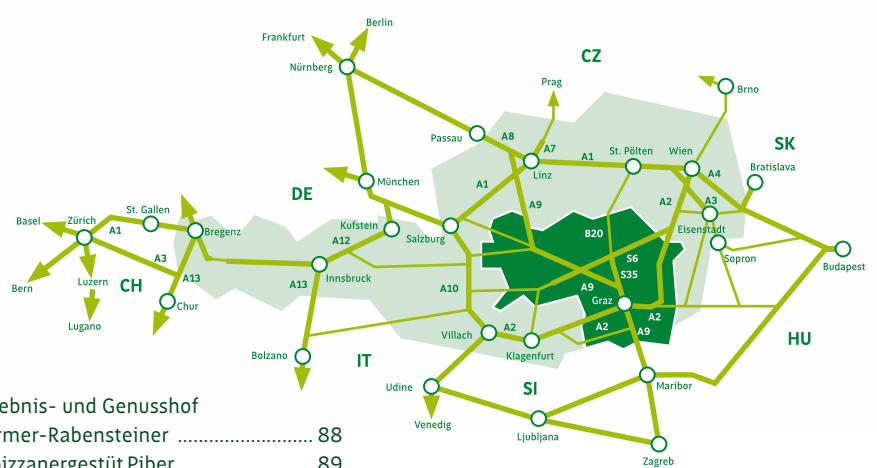 Berlin
Frankfurt
Nürnberg
CZ
Prag
Brno
Passau
A8
A7
A1
St. Pölten
Wien
SK
Linz
A4
Bratislava
DE
München
A1
A9
A2
A3
St. Gallen
Basel
Zürich
A1
Bregenz
Kufstein
Salzburg
B20
Eisenstadt
A12
A3
S6
Sopron
Budapest
Bern
Luzern
CH
A13
Innsbruck
A13
A10
A9
S35
Chur
Graz
Lugano
A2
Villach
A2
A2
A9
HU
Bolzano
IT
Klagenfurt
Udine
SI
Maribor
Venedig
Ljubljana
Zagreb
ebnis- und Genusshof
rmer-Rabensteiner ............................ 88
izzanergestüt Piber 89